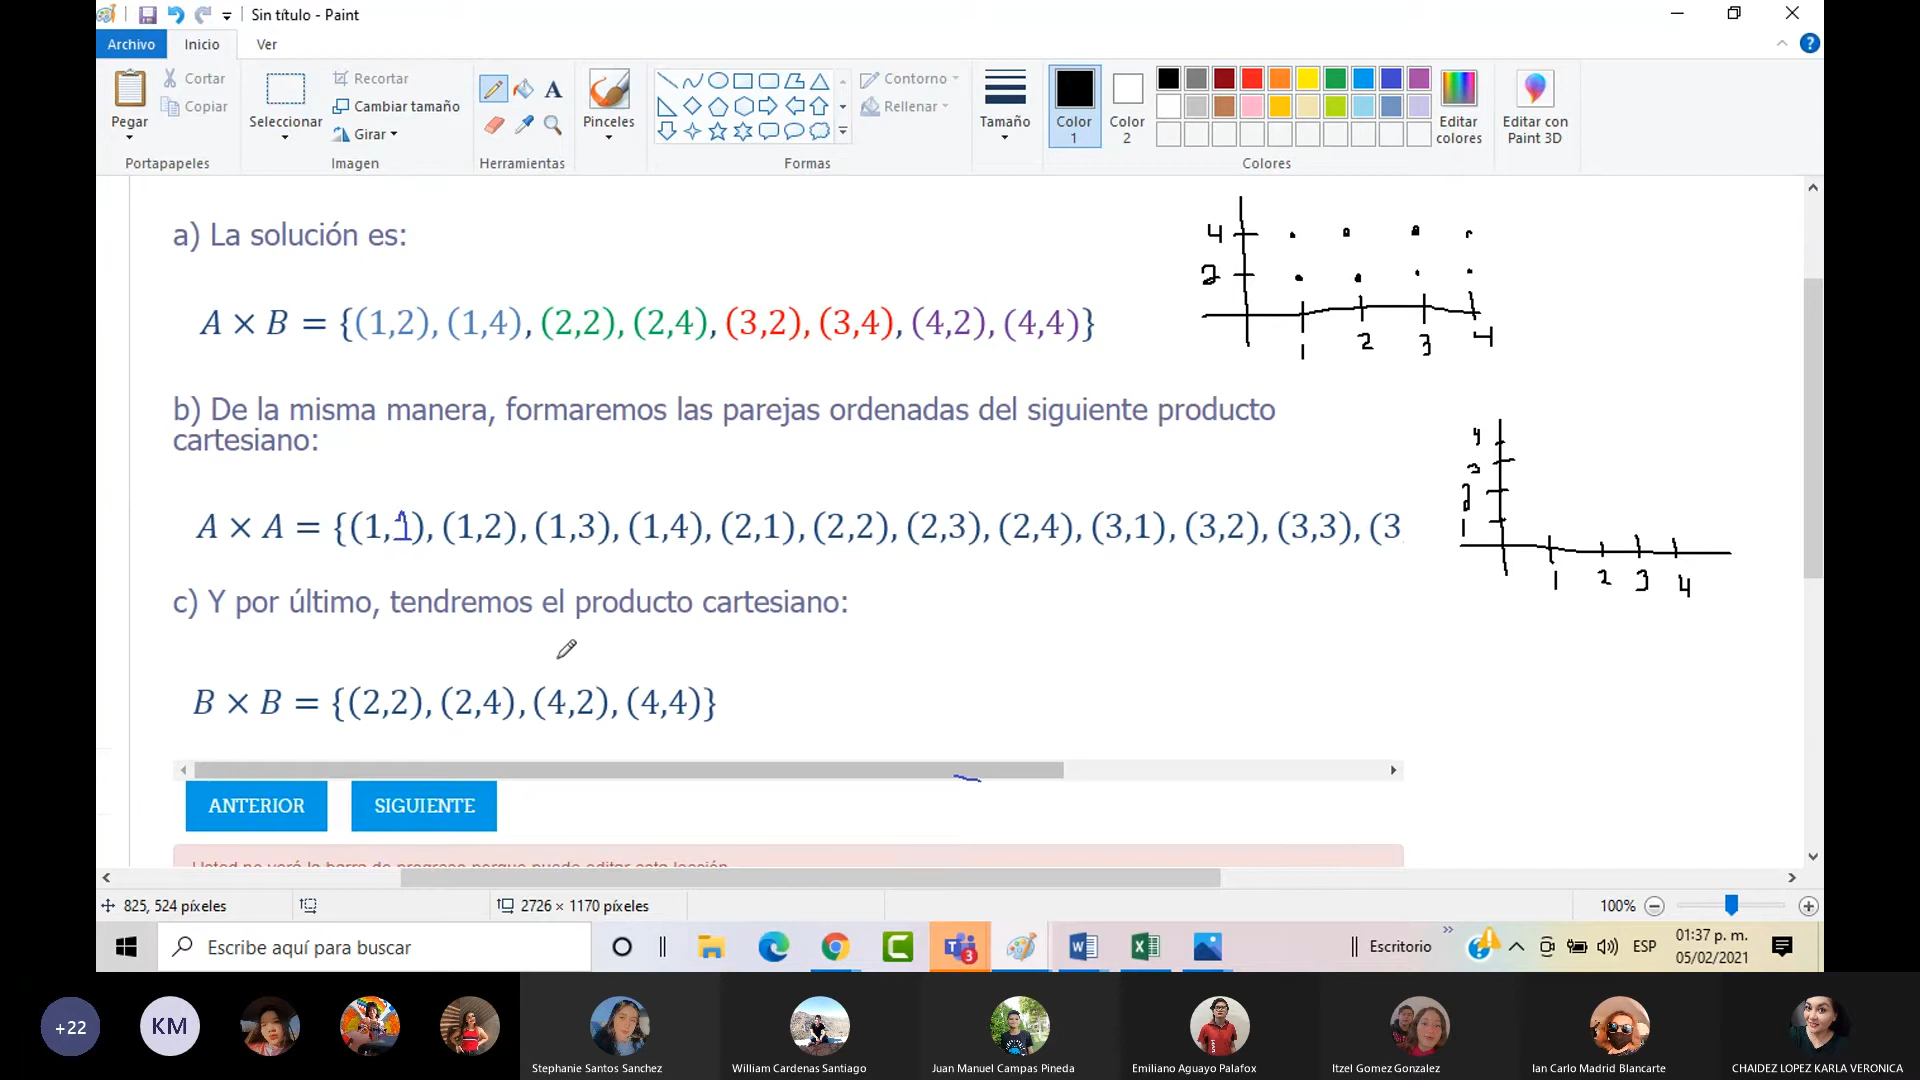 Sin título - Paint
Archivo Inicio Ver
Pegar
Cortar
Copiar
Portapapeles
Seleccionar
Recortar
Cambiar tamaño
Girar
Imagen
A
Herramientas
Pinceles
Contorno
Rellenar
Formas
Tamaño
Color 1
Color 2
Editar colores
Colores
Editar con Paint 3D
a) La solución es:
A × B = {(1,2), (1,4), (2,2), (2,4), (3,2), (3,4), (4,2), (4,4)}
4
2
1 2 3 4
b) De la misma manera, formaremos las parejas ordenadas del siguiente producto
cartesiano:
A × A = {(1,1), (1,2), (1,3), (1,4), (2,1), (2,2), (2,3), (2,4), (3,1), (3,2), (3,3), (3
4
3
2
1
1 2 3 4
c) Y por último, tendremos el producto cartesiano:
B × B = {(2,2), (2,4), (4,2), (4,4)}
ANTERIOR SIGUIENTE
825, 524 píxeles
2726 × 1170 píxeles
100%
Escribe aquí para buscar
3
Escritorio
ESP
01:37 p. m.
05/02/2021
+22
KM
Stephanie Santos Sanchez
William Cardenas Santiago
Juan Manuel Campas Pineda
Emiliano Aguayo Palafox
Itzel Gomez Gonzalez
Ian Carlo Madrid Blancarte
CHAIDEZ LOPEZ KARLA VERONICA